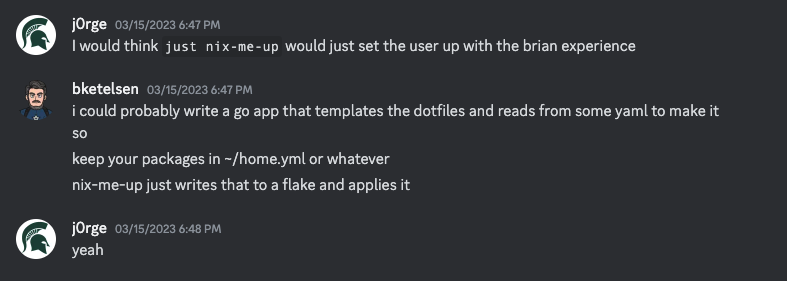 j0rge 03/15/2023 6:47 PM
I would think just nix-me-up would just set the user up with the brian experience
bketelsen 03/15/2023 6:47 PM
i could probably write a go app that templates the dotfiles and reads from some yaml to make it
so
keep your packages in ~/home.yml or whatever
nix-me-up just writes that to a flake and applies it
j0rge 03/15/2023 6:48 PM
yeah